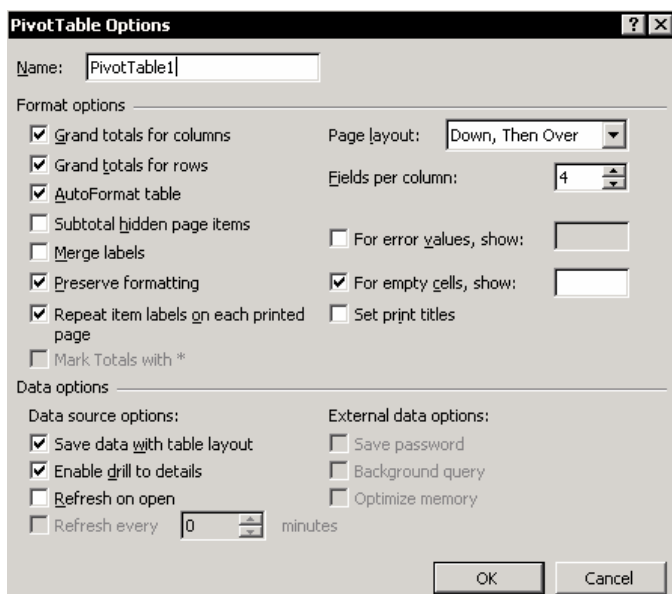 PivotTable Options
Name: PivotTable1
Format options
Grand totals for columns
Grand totals for rows
AutoFormat table
Subtotal hidden page items
Merge labels
Preserve formatting
Repeat item labels on each printed
page
Mark Totals with *
Page layout: Down, Then Over
Fields per column: 4
For error values, show:
For empty cells, show:
Set print titles
Data options
Data source options:
Save data with table layout
Enable drill to details
Refresh on open
Refresh every 0 minutes
External data options:
Save password
Background query
Optimize memory
OK Cancel